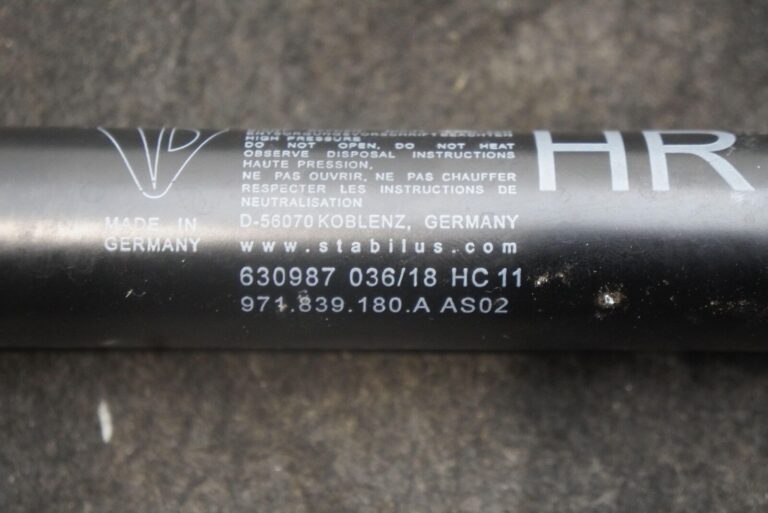 HIGH PRESSURE
DO NOT OPEN, DO NOT HEAT
OBSERVE DISPOSAL INSTRUCTIONS
HAUTE PRESSION,
NE PAS OUVRIR, NE PAS CHAUFFER
RESPECTER LES INSTRUCTIONS DE
NEUTRALISATION
D-56070 KOBLENZ, GERMANY
www.stabilus.com
630987 036/18 HC 11
971.839.180.A AS02
MADE IN
GERMANY
HR